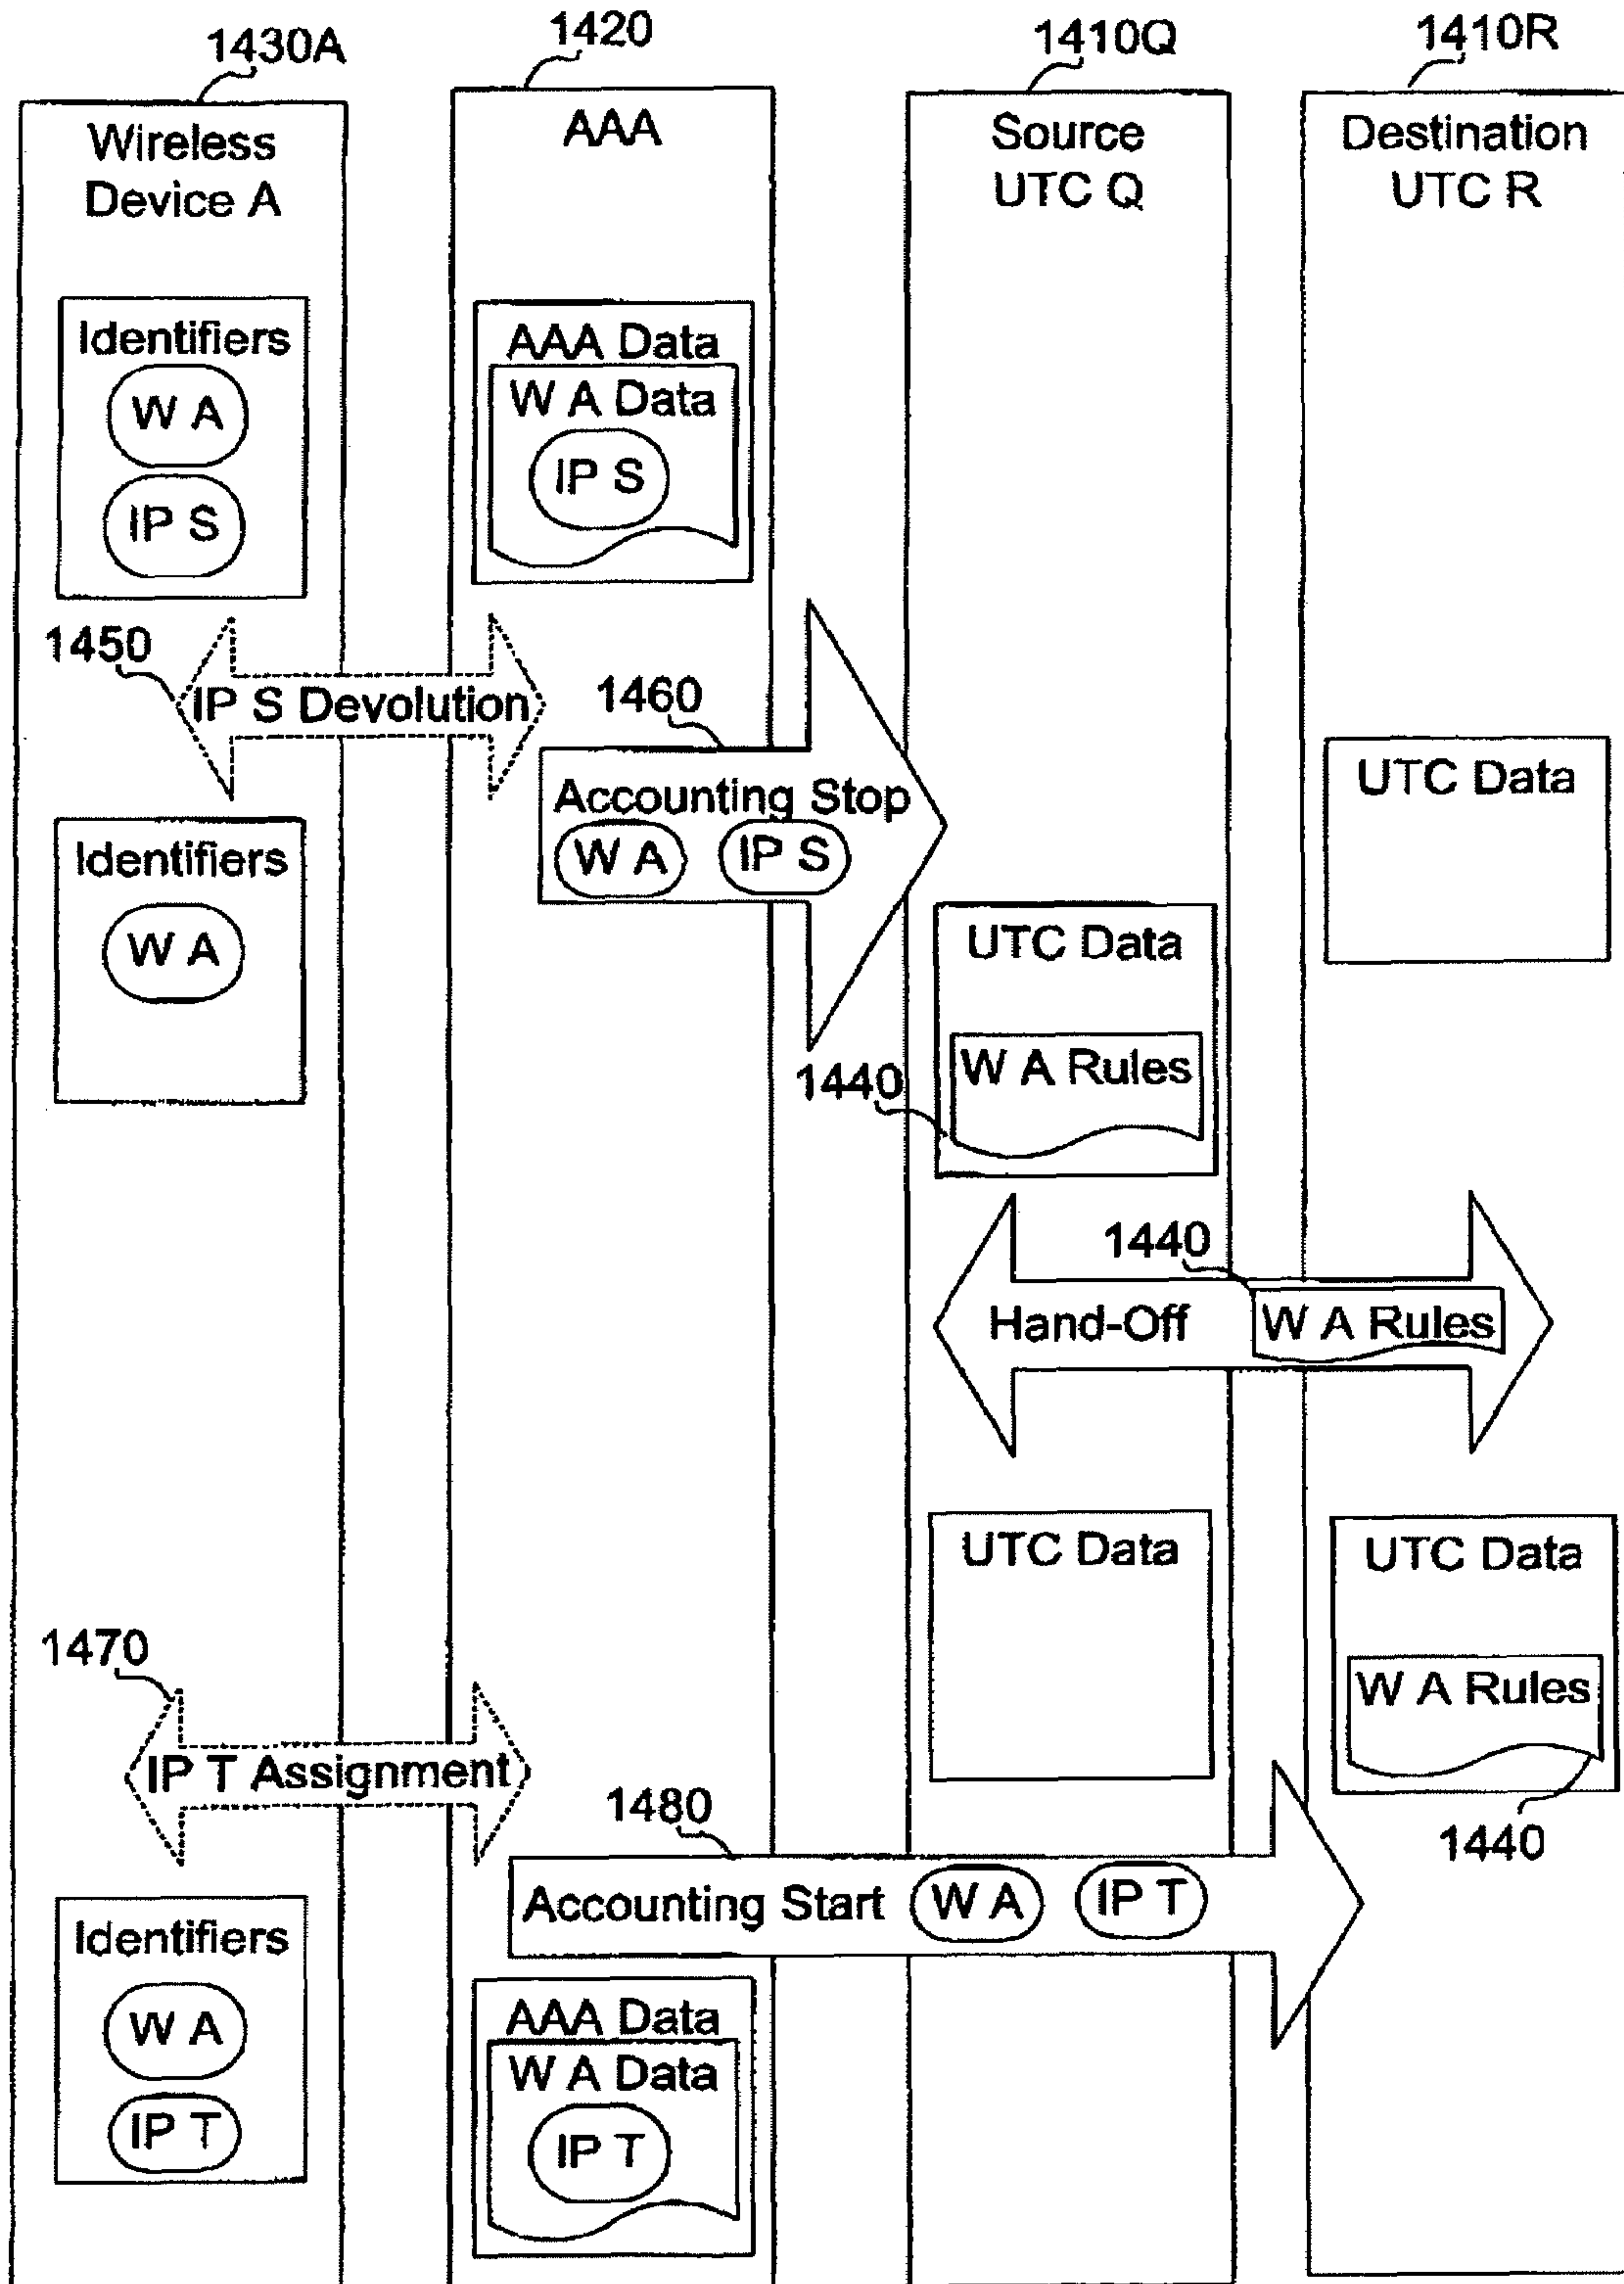 1430A
1420
1410Q
1410R
Wireless
Device A
AAA
Source
UTC Q
Destination
UTC R
Identifiers
W A
IP S
AAA Data
W A Data
IP S
1450
IP S Devolution
1460
Accounting Stop
W A IP S
UTC Data
Identifiers
W A
UTC Data
W A Rules
1440
1440
Hand-Off W A Rules
UTC Data
UTC Data
W A Rules
1440
1470
IP T Assignment
1480
Accounting Start W A IP T
Identifiers
W A
IP T
AAA Data
W A Data
IP T